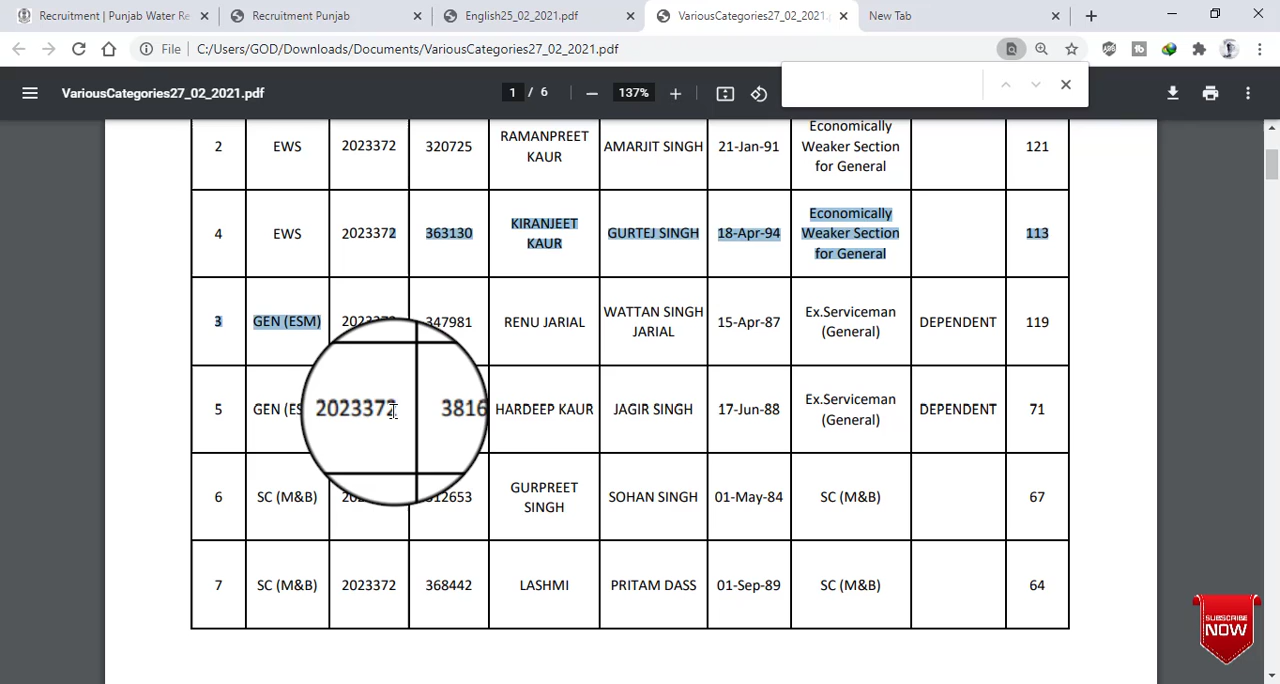 Recruitment | Punjab Water Re
Recruitment Punjab
English25_02_2021.pdf
VariousCategories27_02_2021.
New Tab
File C:/Users/GOD/Downloads/Documents/VariousCategories27_02_2021.pdf
VariousCategories27_02_2021.pdf
1 / 6
137%
2 EWS 2023372 320725 RAMANPREET KAUR AMARJIT SINGH 21-Jan-91 Economically Weaker Section for General 121
4 EWS 2023372 363130 KIRANJEET KAUR GURTEJ SINGH 18-Apr-94 Economically Weaker Section for General 113
3 GEN (ESM) 347981 RENU JARIAL WATTAN SINGH JARIAL 15-Apr-87 Ex.Serviceman (General) DEPENDENT 119
5 GEN (ES 2023372 3816 HARDEEP KAUR JAGIR SINGH 17-Jun-88 Ex.Serviceman (General) DEPENDENT 71
6 SC (M&B) GURPREET SINGH SOHAN SINGH 01-May-84 SC (M&B) 67
7 SC (M&B) 2023372 368442 LASHMI PRITAM DASS 01-Sep-89 SC (M&B) 64
SUBSCRIBE
NOW